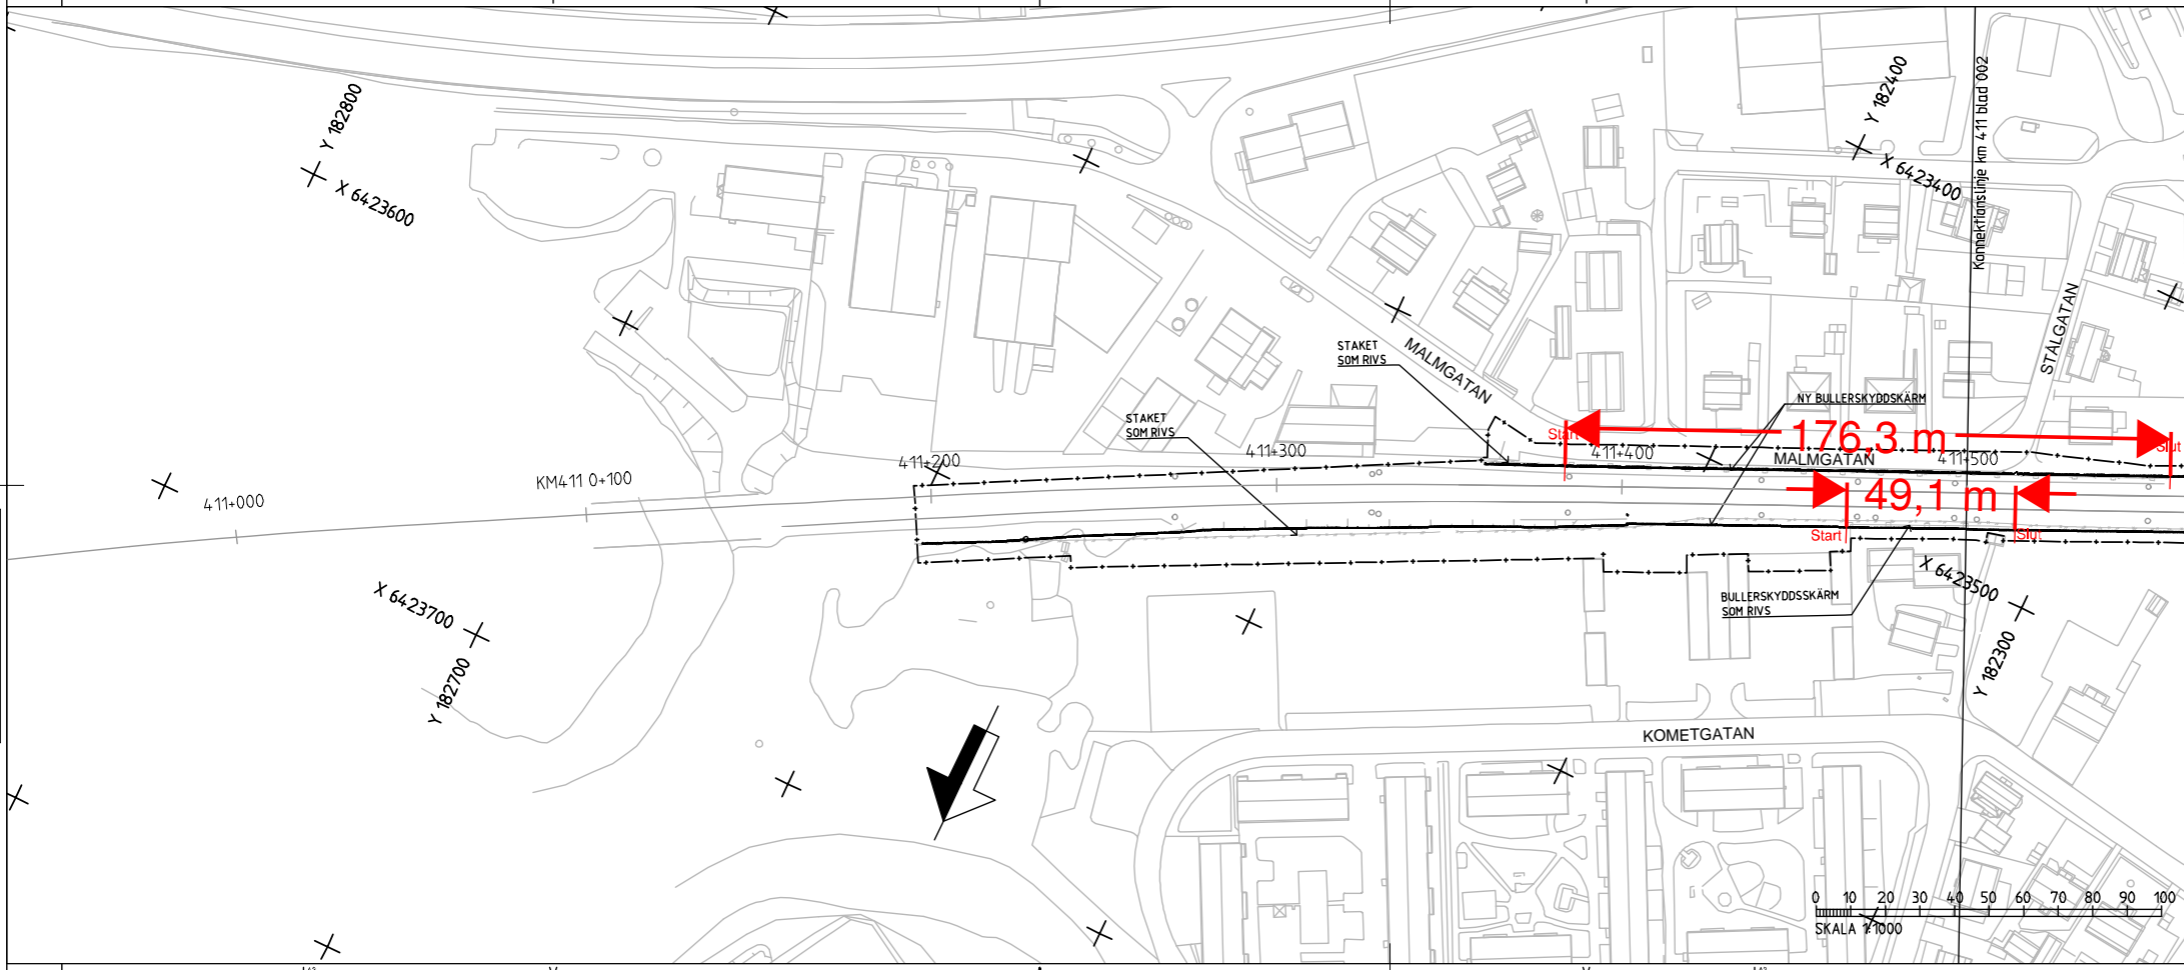 Y 182800
X 6423600
Y 182400
X 6423400
Konnektionslinje km 411 blad 002
STÅLGATAN
MALMGATAN
STAKET
SOM RIVS
STAKET
SOM RIVS
NY BULLERSKYDDSKÄRM
Start
176,3 m
Slut
MALMGATAN
411+000
KM411 0+100
411+200
411+300
411+400
411+500
49,1 m
Start
Slut
BULLERSKYDDSSKÄRM
SOM RIVS
X 6423500
Y 182300
X 6423700
Y 182700
KOMETGATAN
0 10 20 30 40 50 60 70 80 90 100
SKALA 1:1000